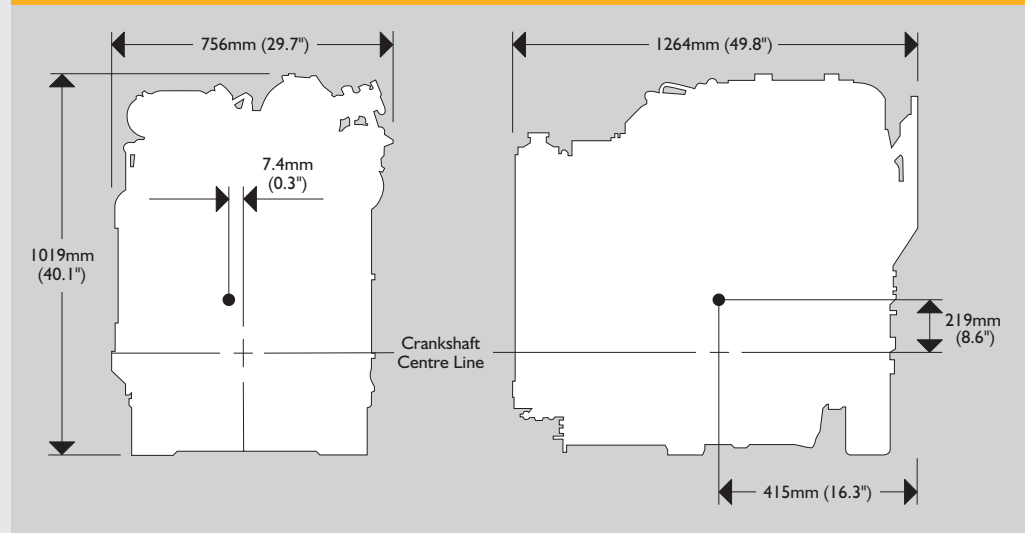 756mm (29.7")
1264mm (49.8")
7.4mm
(0.3")
1019mm
(40.1")
219mm
(8.6")
Crankshaft
Centre Line
415mm (16.3")